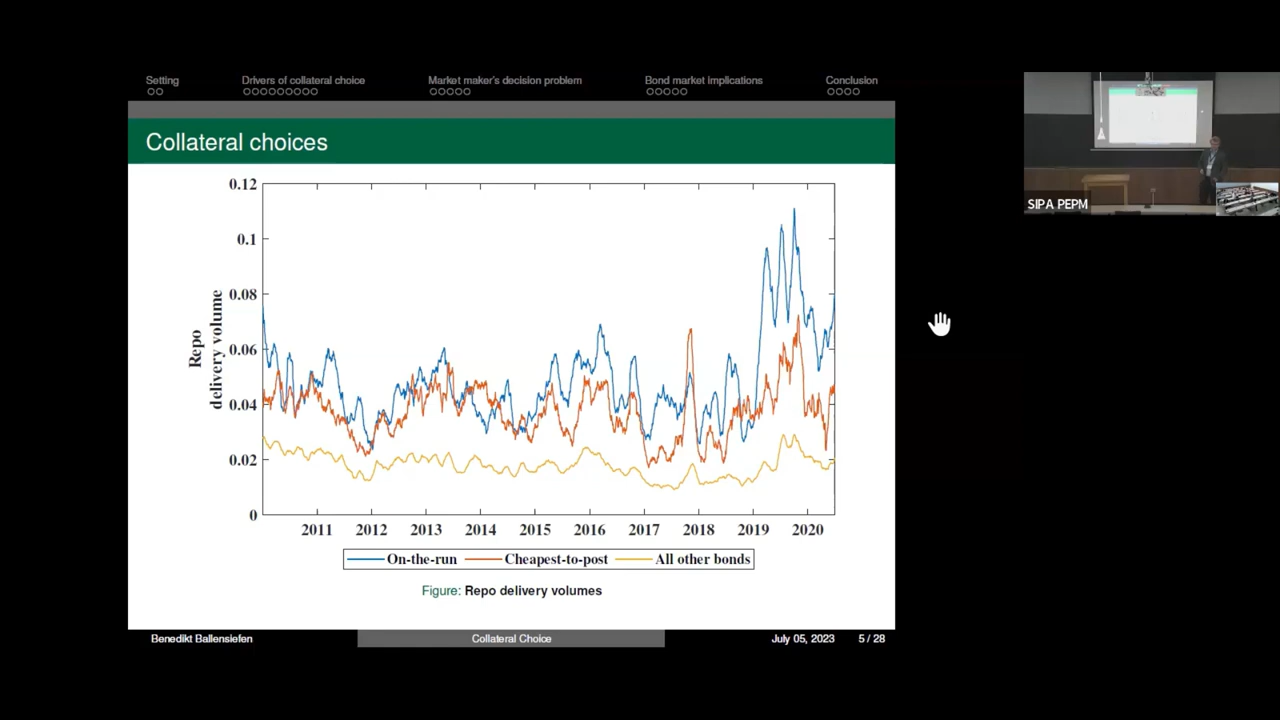 Setting
Drivers of collateral choice
Market maker's decision problem
Bond market implications
Conclusion
Collateral choices
SIPA PEPM
0.12
0.1
0.08
0.06
0.04
0.02
0
Repo
delivery volume
2011 2012 2013 2014 2015 2016 2017 2018 2019 2020
On-the-run Cheapest-to-post All other bonds
Figure: Repo delivery volumes
Benedikt Ballensiefen Collateral Choice July 05, 2023 5 / 28